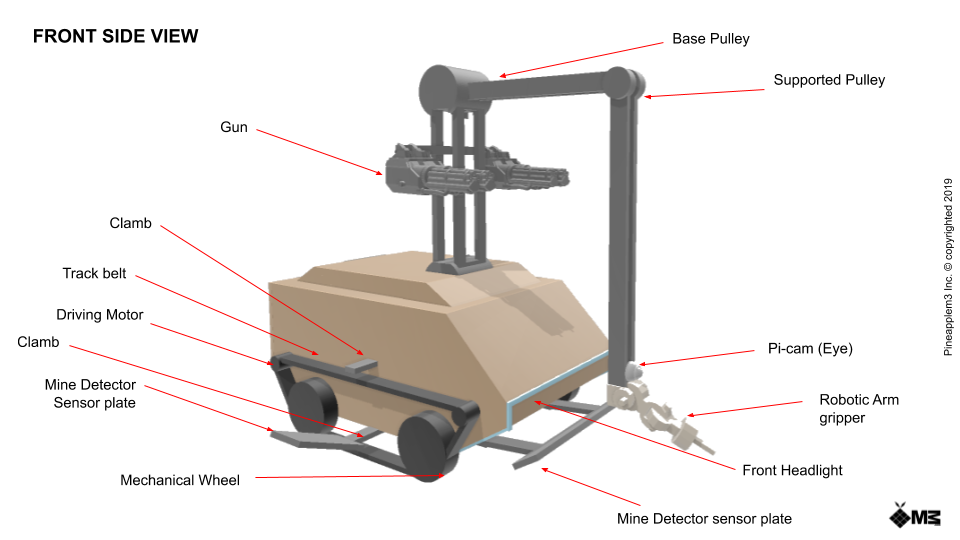 FRONT SIDE VIEW
Base Pulley
Supported Pulley
Gun
Clamb
Track belt
Driving Motor
Clamb
Mine Detector
Sensor plate
Mechanical Wheel
Pi-cam (Eye)
Robotic Arm
gripper
Front Headlight
Mine Detector sensor plate
Pineapplem3 Inc. © copyrighted 2019
M3